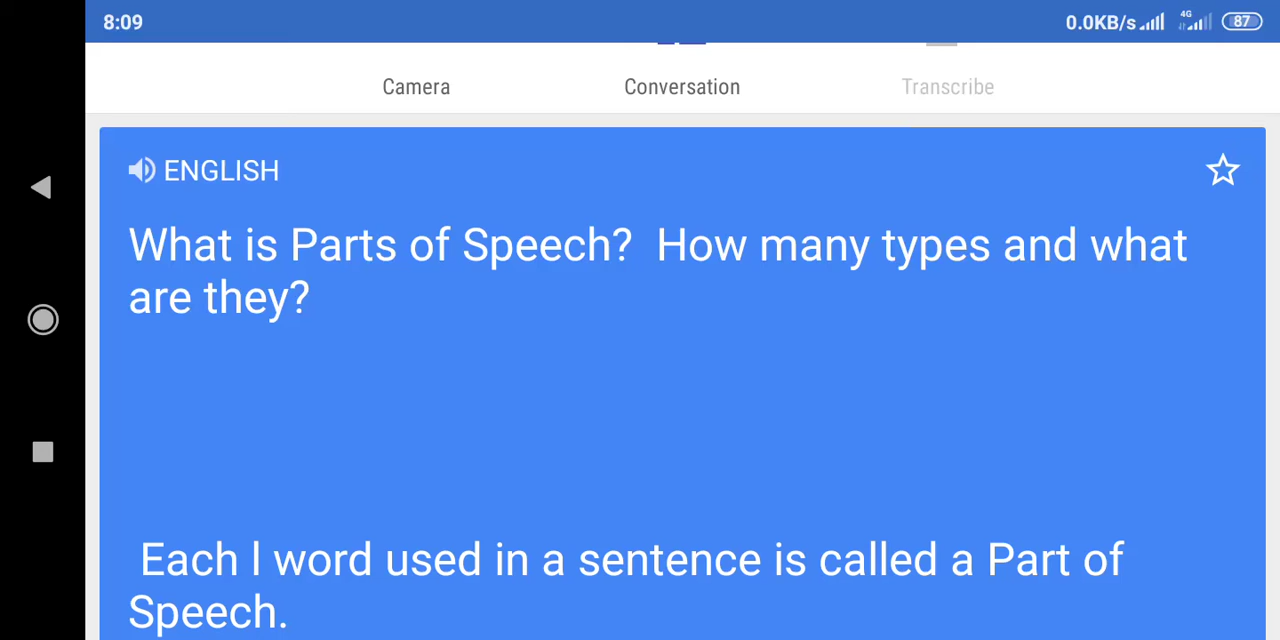 8:09
0.0KB/s 4G 87
Camera Conversation Transcribe
ENGLISH
What is Parts of Speech?  How many types and what
are they?
Each l word used in a sentence is called a Part of
Speech.